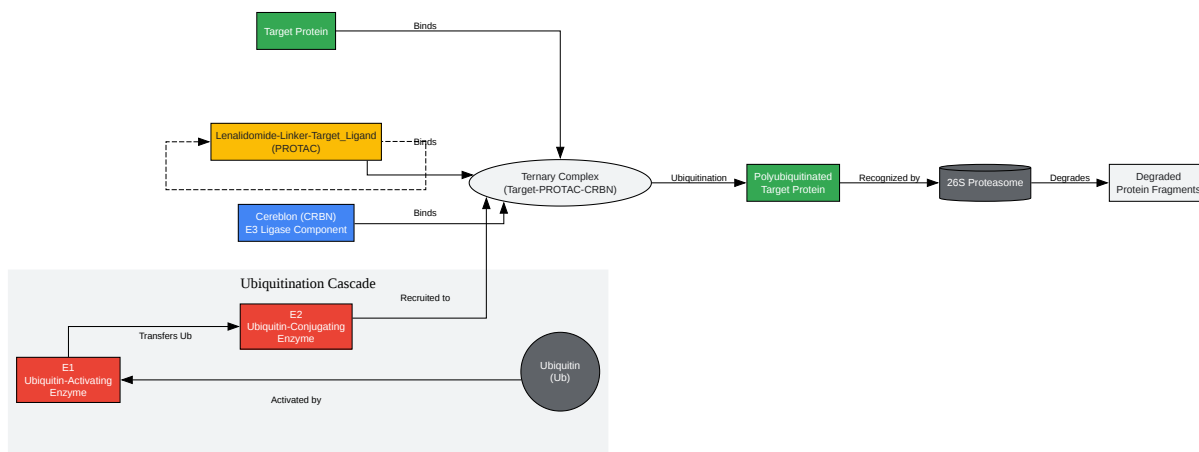 Target Protein
Binds
Lenalidomide-Linker-Target_Ligand
(PROTAC)
Binds
Ternary Complex
(Target-PROTAC-CRBN)
Ubiquitination
Polyubiquitinated
Target Protein
Recognized by
26S Proteasome
Degrades
Degraded
Protein Fragments
Cereblon (CRBN)
E3 Ligase Component
Binds
Ubiquitination Cascade
E2
Ubiquitin-Conjugating
Enzyme
Recruited to
Transfers Ub
E1
Ubiquitin-Activating
Enzyme
Activated by
Ubiquitin
(Ub)